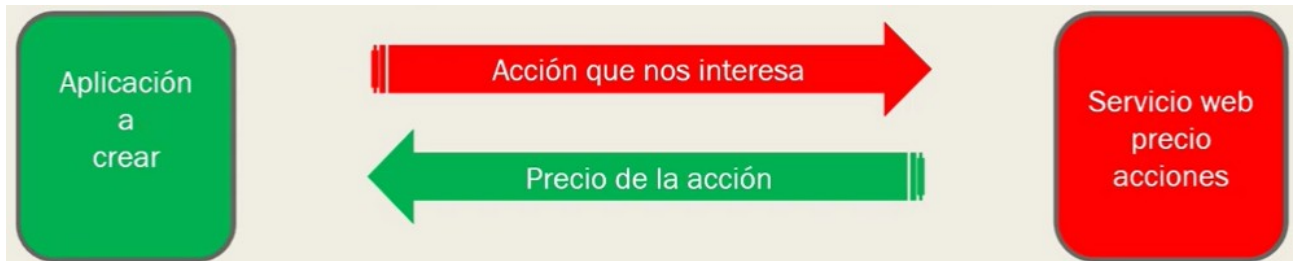 Aplicación
a
crear
Acción que nos interesa
Precio de la acción
Servicio web
precio
acciones